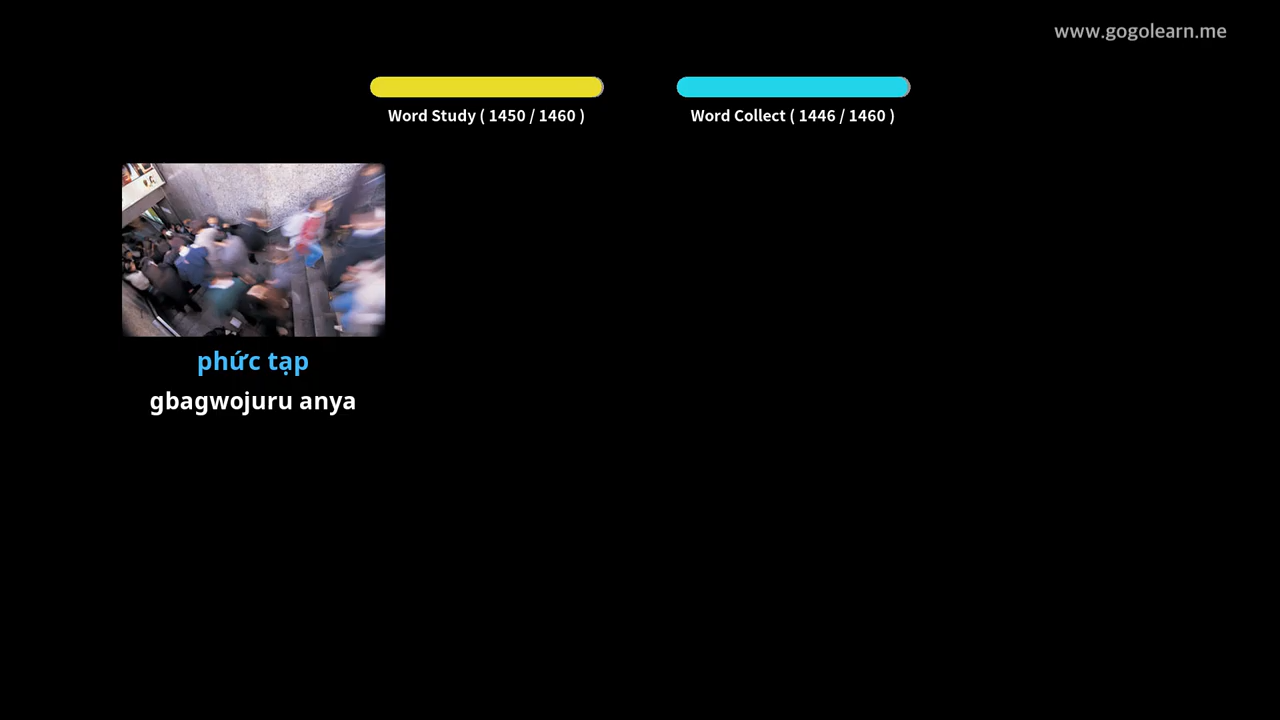 www.gogolearn.me
Word Study ( 1450 / 1460 )
Word Collect ( 1446 / 1460 )
phức tạp
gbagwojuru anya